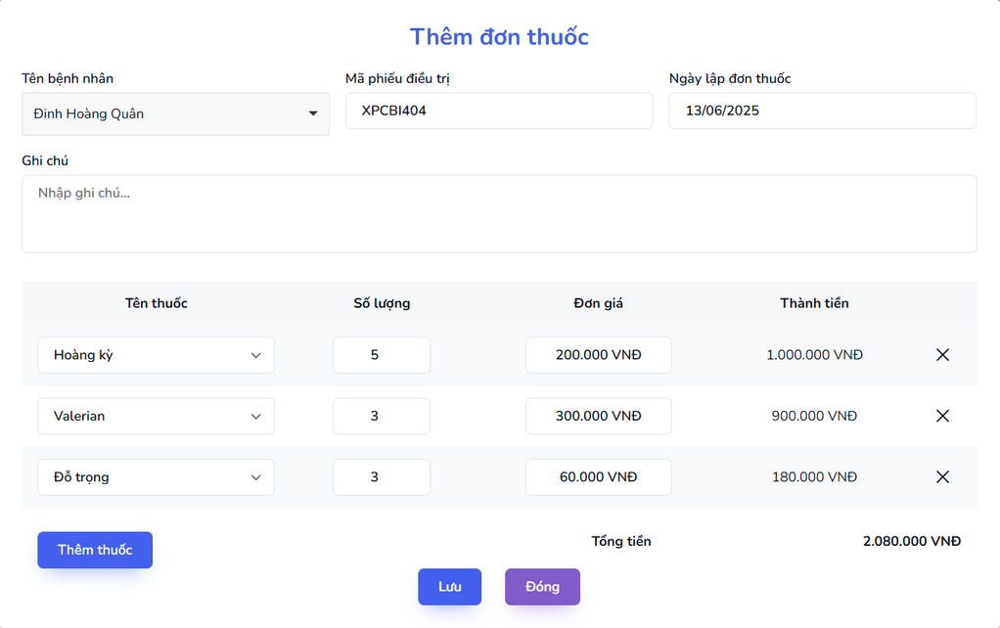 Thêm đơn thuốc
Tên bệnh nhân Mã phiếu điều trị Ngày lập đơn thuốc
Đinh Hoàng Quân XPCBI404 13/06/2025
Ghi chú
Nhập ghi chú...
Tên thuốc Số lượng Đơn giá Thành tiền
Hoàng kỳ 5 200.000 VNĐ 1.000.000 VNĐ
Valerian 3 300.000 VNĐ 900.000 VNĐ
Đỗ trọng 3 60.000 VNĐ 180.000 VNĐ
Thêm thuốc Tổng tiền 2.080.000 VNĐ
Lưu Đóng